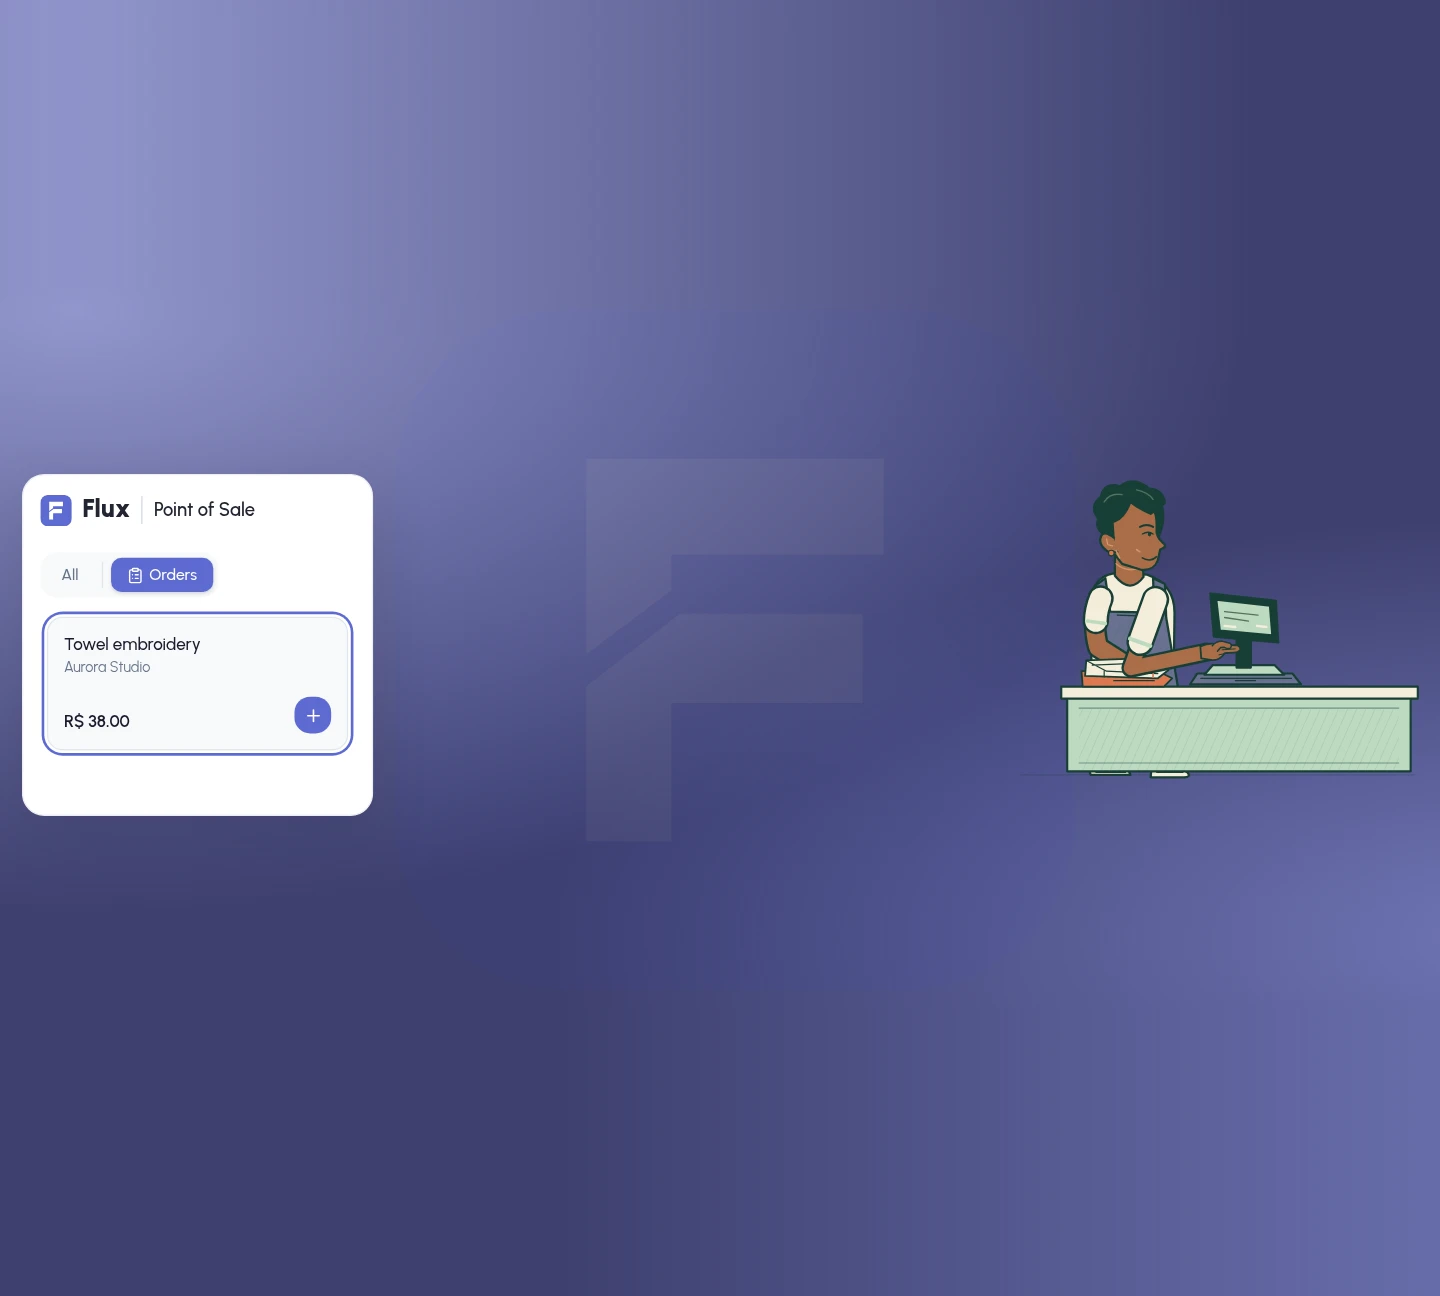 Flux
Point of Sale
All
Orders
Towel embroidery
Aurora Studio
R$ 38.00